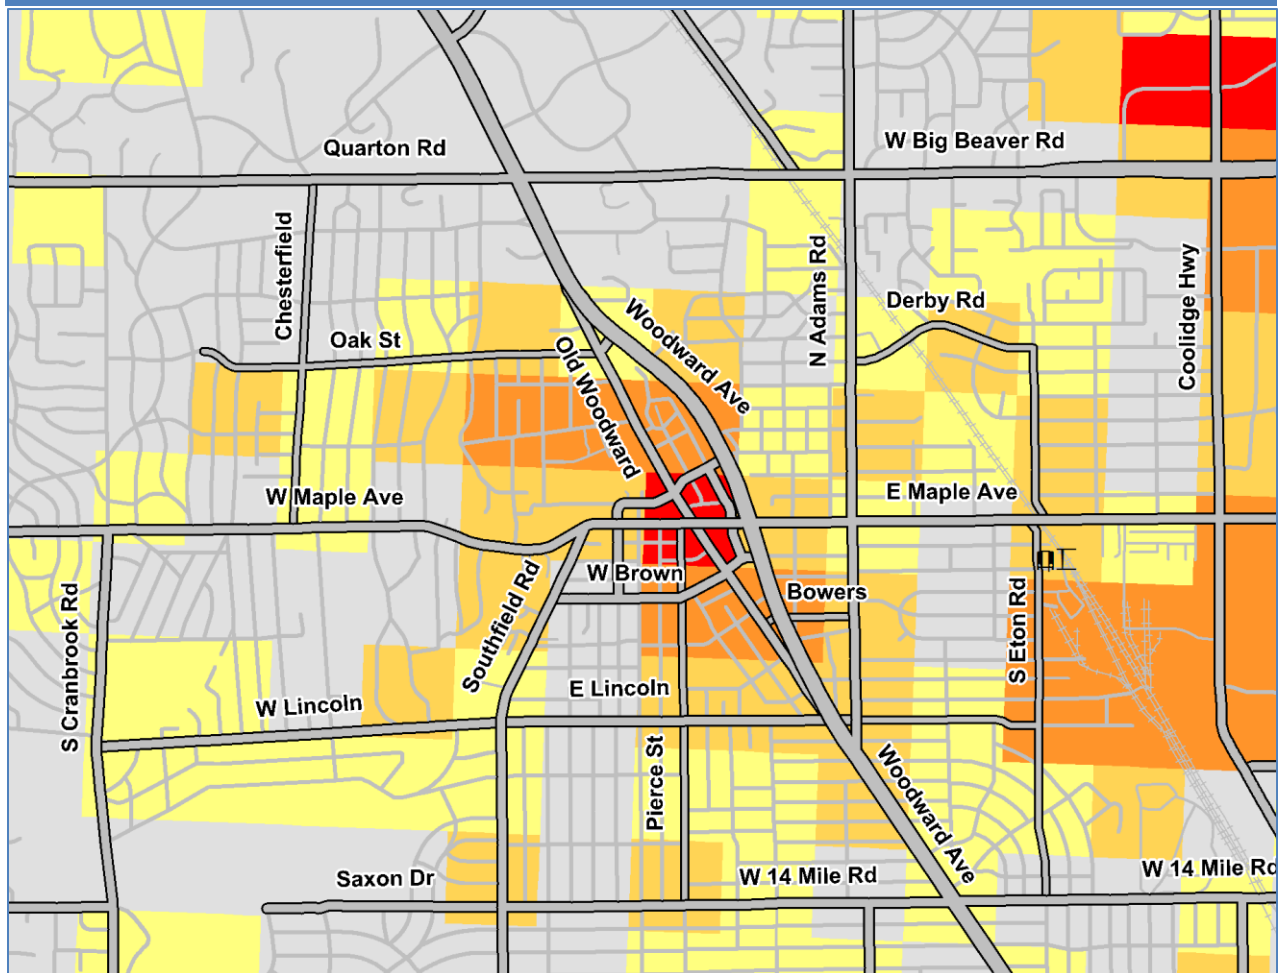 W Big Beaver Rd
Quarton Rd
Chesterfield
N Adams Rd
Coolidge Hwy
Derby Rd
Woodward Ave
Oak St
Old Woodward
W Maple Ave
E Maple Ave
W Brown
Bowers
Southfield Rd
S Cranbrook Rd
S Eton Rd
E Lincoln
W Lincoln
Pierce St
Woodward Ave
W 14 Mile Rd
W 14 Mile Rd
Saxon Dr